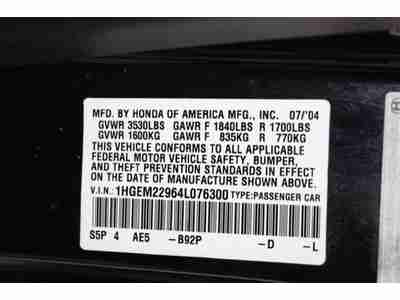 MFD. BY HONDA OF AMERICA MFG., INC. 07/'04
GVWR 3530LBS GAWR F 1840LBS R 1700LBS
GVWR 1600KG GAWR F 835KG R 770KG
THIS VEHICLE CONFORMS TO ALL APPLICABLE
FEDERAL MOTOR VEHICLE SAFETY, BUMPER,
AND THEFT PREVENTION STANDARDS IN EFFECT
ON THE DATE OF MANUFACTURE SHOWN ABOVE.
V.I.N.: 1HGEM22964L076300 TYPE:PASSENGER CAR
S5P 4 AE5 -B92P -D -L